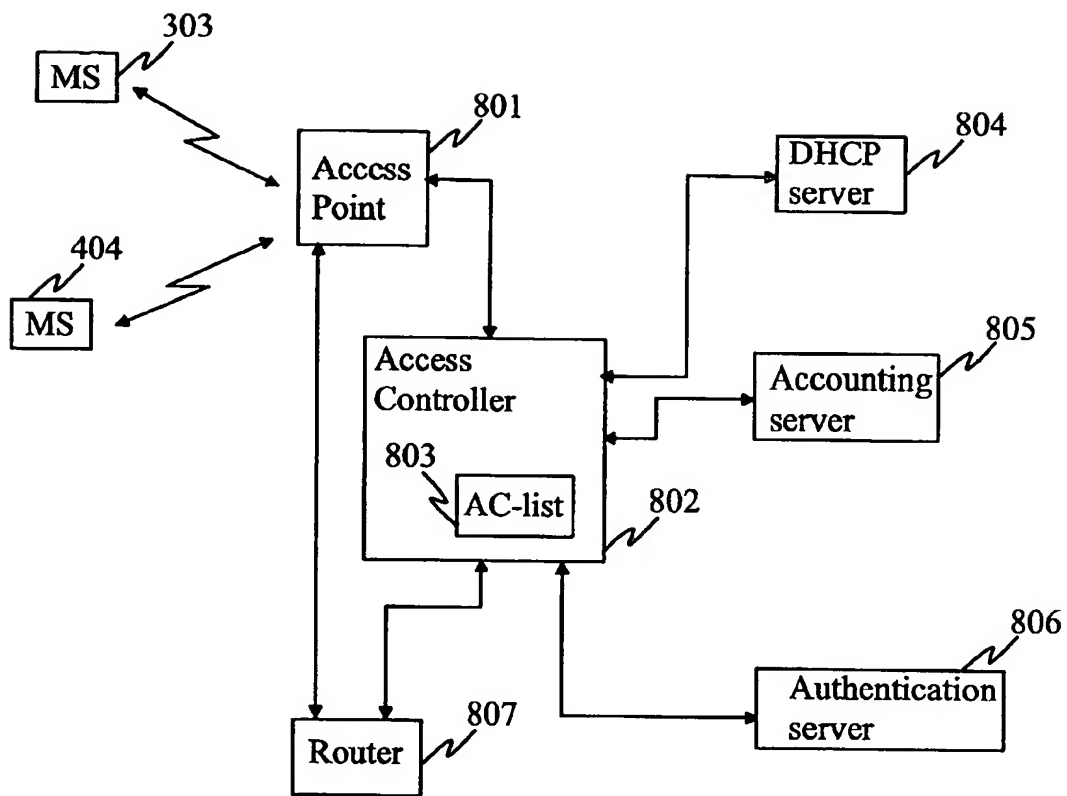 303
MS
801
Access
Point
804
DHCP
server
404
MS
Access
Controller
805
Accounting
server
803
AC-list
802
806
Authentication
server
807
Router